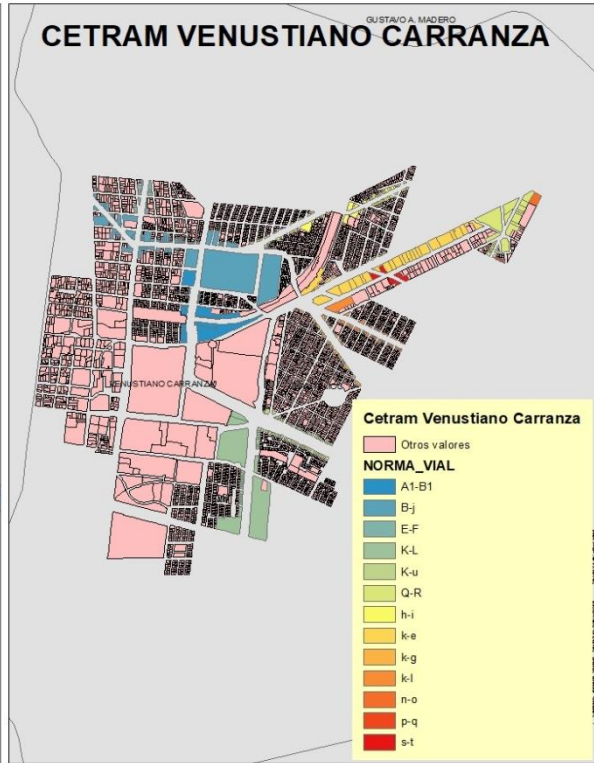 GUSTAVO A. MADERO
CETRAM VENUSTIANO CARRANZA
VENUSTIANO CARRANZA
Cetram Venustiano Carranza
Otros valores
NORMA_VIAL
A1-B1
B-j
E-F
K-L
K-u
Q-R
h-i
k-e
k-g
k-l
n-o
p-q
s-t